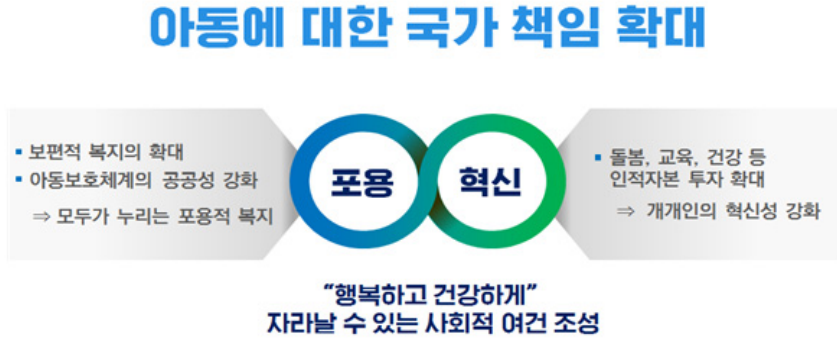 아동에 대한 국가 책임 확대
▪ 보편적 복지의 확대
▪ 아동보호체계의 공공성 강화
⇒ 모두가 누리는 포용적 복지
포용
혁신
▪ 돌봄, 교육, 건강 등
인적자본 투자 확대
⇒ 개개인의 혁신성 강화
“행복하고 건강하게”
자라날 수 있는 사회적 여건 조성